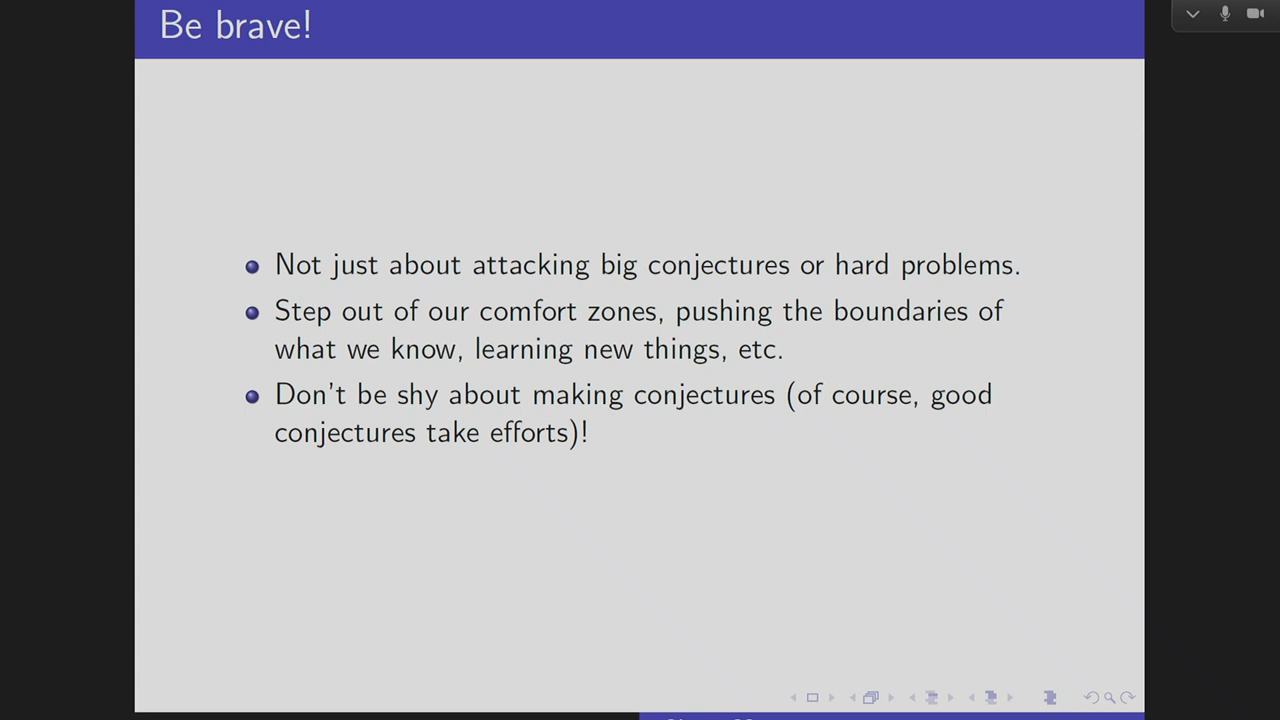 Be brave!
Not just about attacking big conjectures or hard problems.
Step out of our comfort zones, pushing the boundaries of
what we know, learning new things, etc.
Don't be shy about making conjectures (of course, good
conjectures take efforts)!